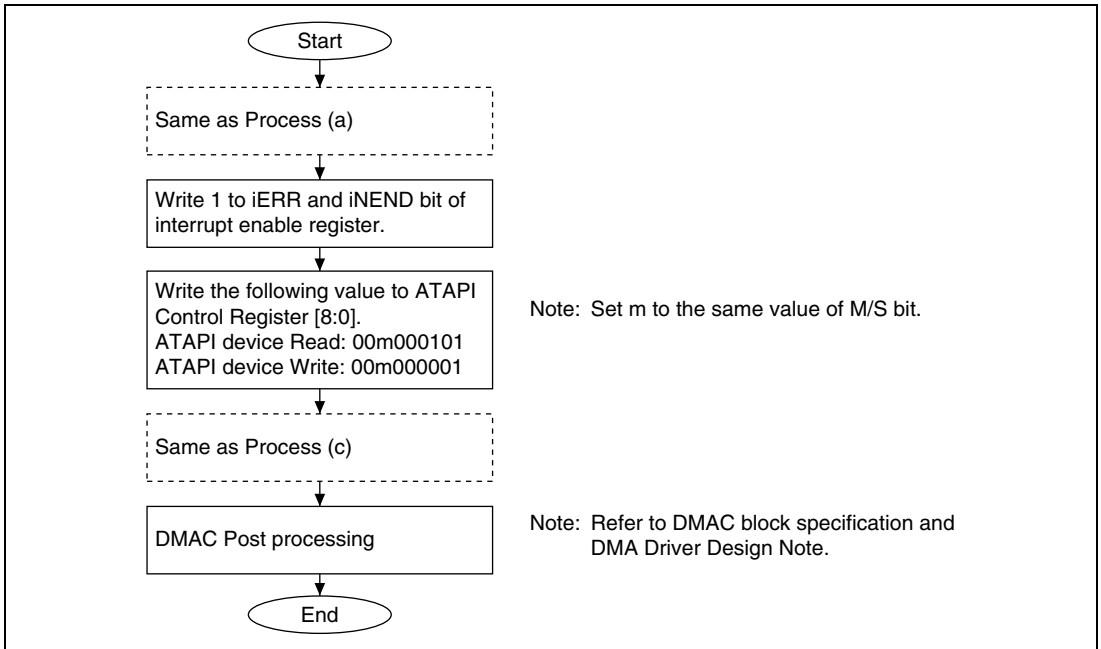 Start
Same as Process (a)
Write 1 to iERR and iNEND bit of
interrupt enable register.
Write the following value to ATAPI
Control Register [8:0].
ATAPI device Read: 00m000101
ATAPI device Write: 00m000001
Note: Set m to the same value of M/S bit.
Same as Process (c)
DMAC Post processing
Note: Refer to DMAC block specification and
DMA Driver Design Note.
End